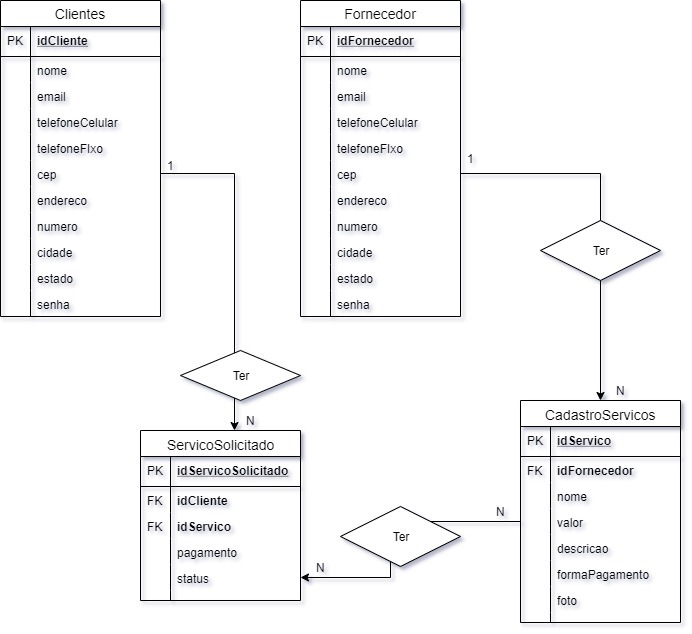 Clientes
PK idCliente
nome
email
telefoneCelular
telefoneFIxo
cep
endereco
numero
cidade
estado
senha
Fornecedor
PK idFornecedor
nome
email
telefoneCelular
telefoneFIxo
cep
endereco
numero
cidade
estado
senha
1
1
Ter
Ter
N
N
ServicoSolicitado
PK idServicoSolicitado
FK idCliente
FK idServico
pagamento
status
Ter
N
N
CadastroServicos
PK idServico
FK idFornecedor
nome
valor
descricao
formaPagamento
foto